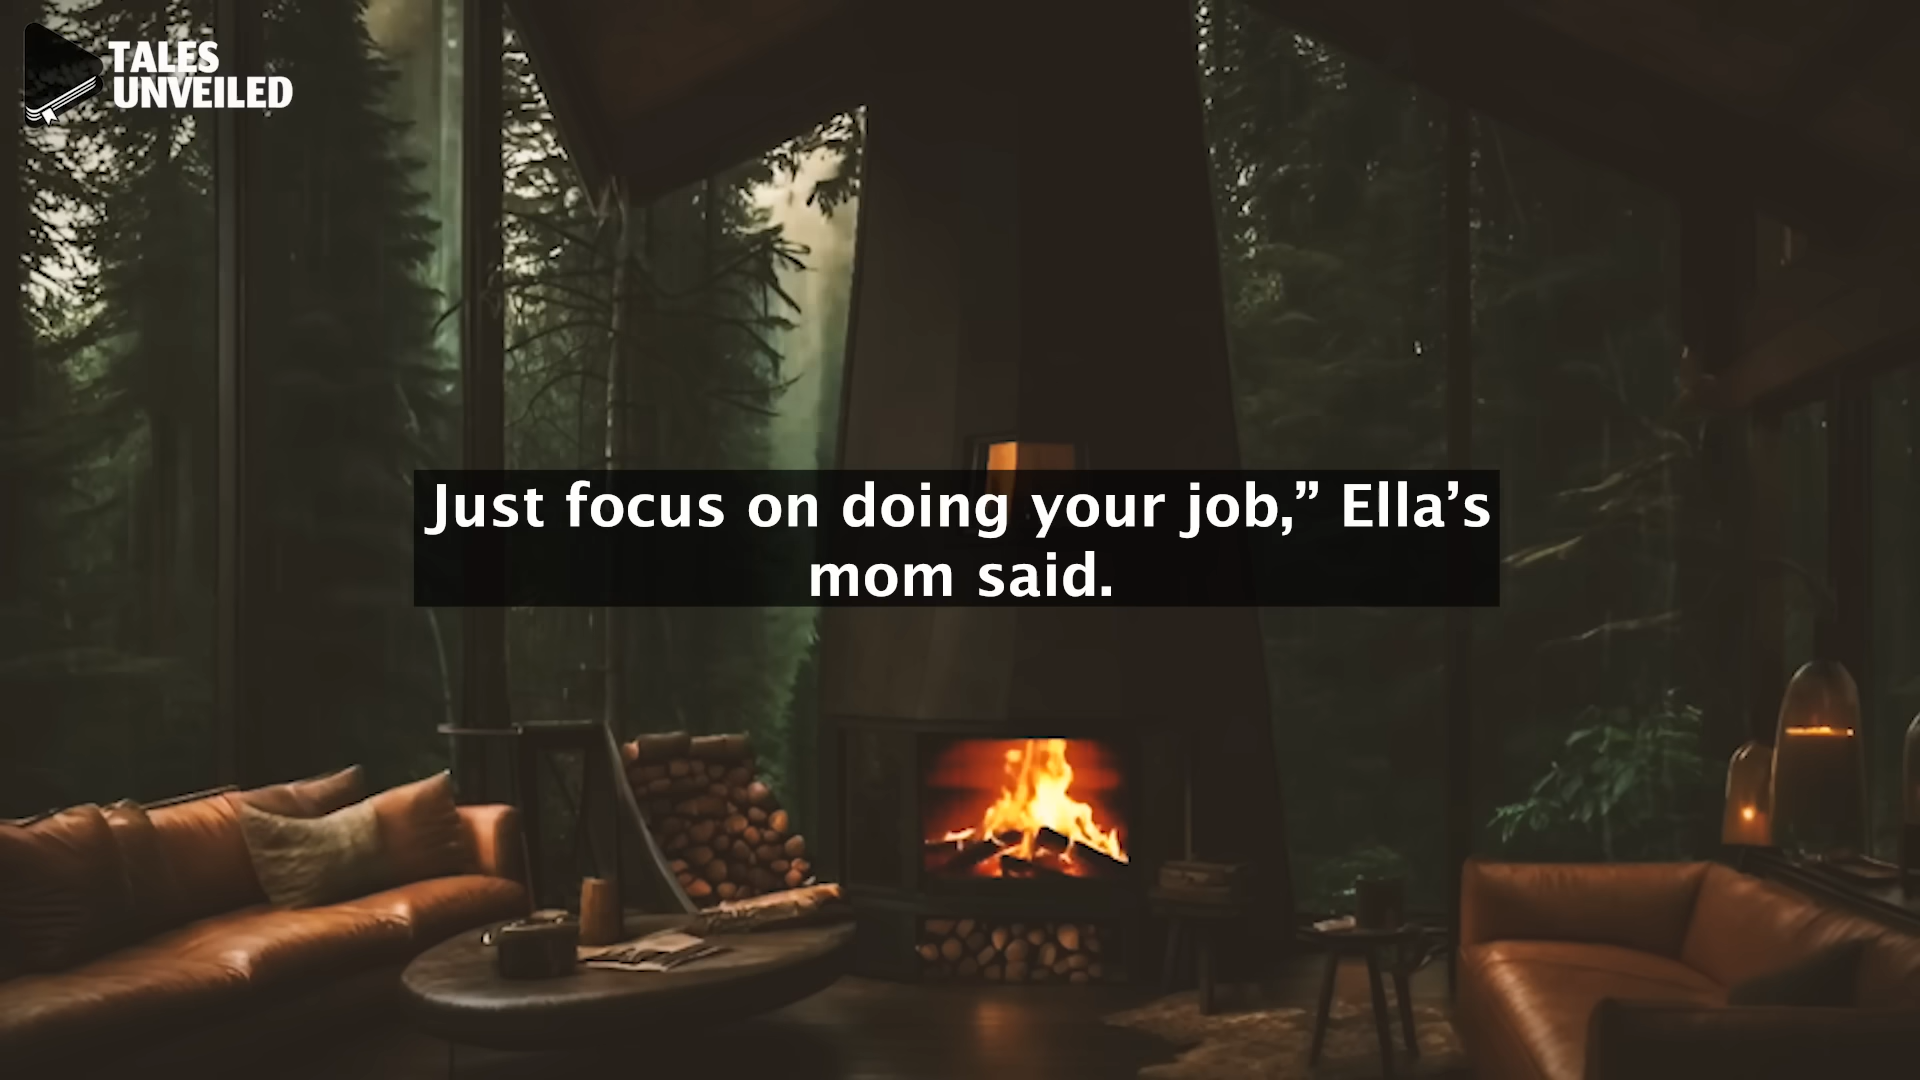 TALES
UNVEILED
Just focus on doing your job,” Ella’s
mom said.